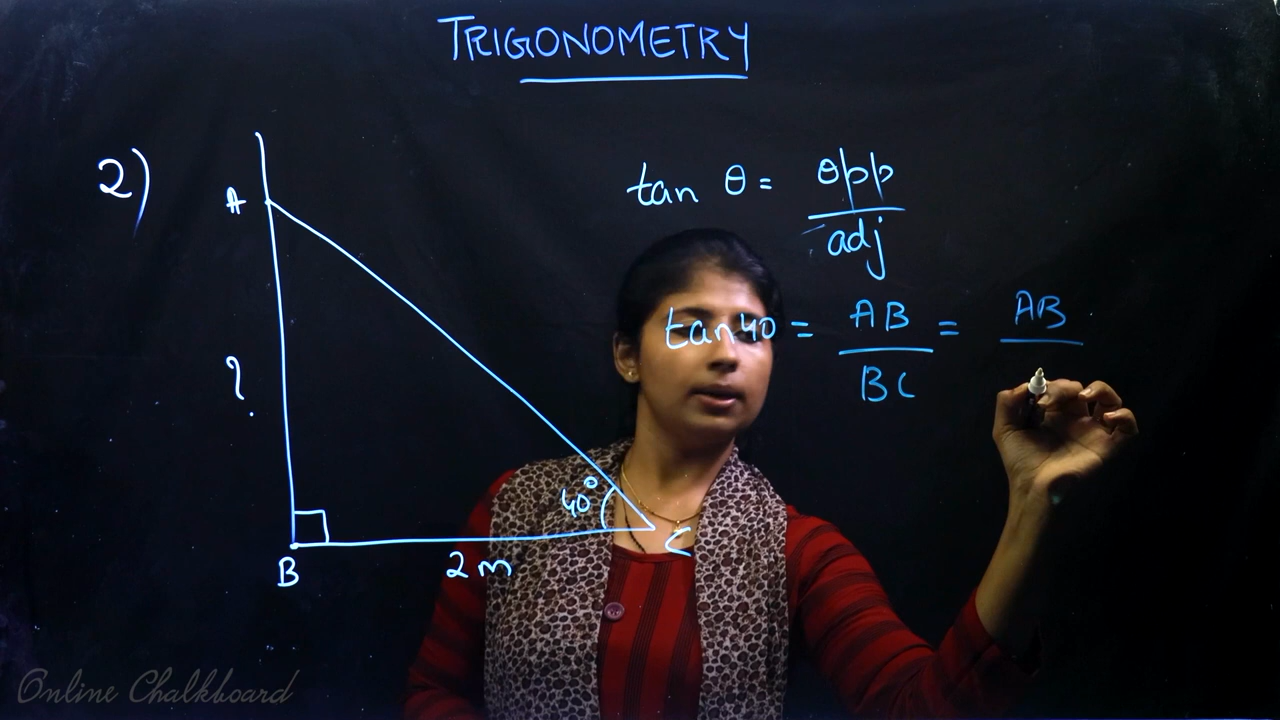 TRIGONOMETRY
2)
A
?
B
2 m
40°
C
tan θ = opp
adj
tan 40 = AB = AB
BC
Online Chalkboard